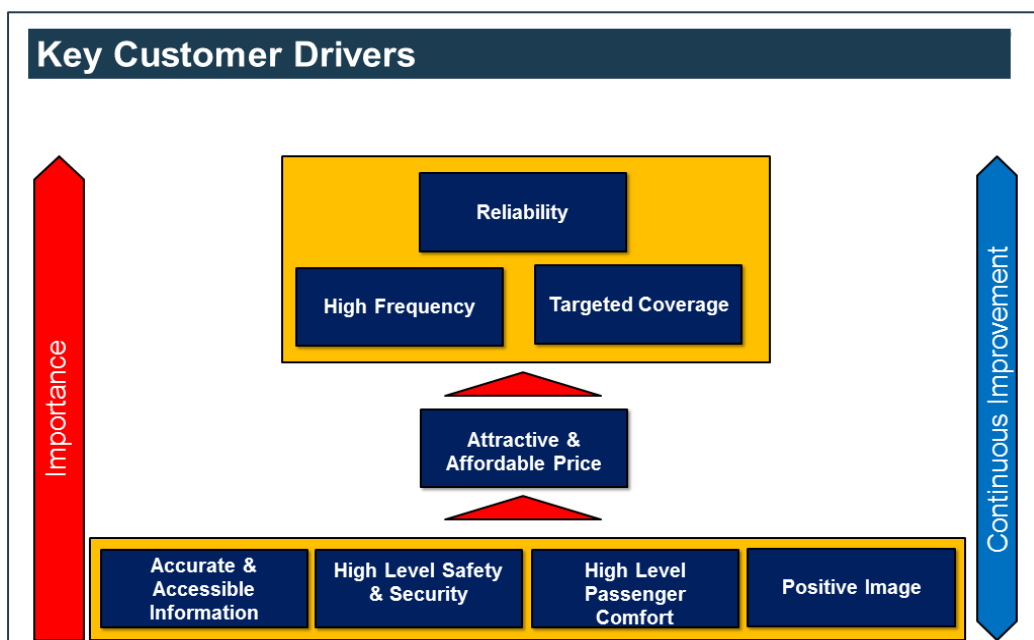 Key Customer Drivers
Importance
Reliability
High Frequency
Targeted Coverage
Attractive &
Affordable Price
Accurate &
Accessible
Information
High Level Safety
& Security
High Level
Passenger
Comfort
Positive Image
Continuous Improvement